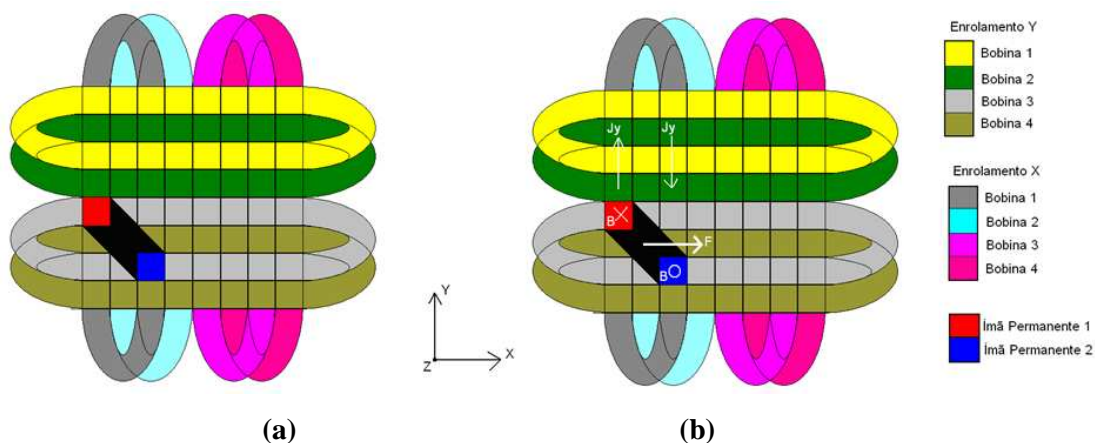 Jy
Jy
B
F
B
Y
X
Z
(a)
(b)
Enrolamento Y
Bobina 1
Bobina 2
Bobina 3
Bobina 4
Enrolamento X
Bobina 1
Bobina 2
Bobina 3
Bobina 4
Ímã Permanente 1
Ímã Permanente 2